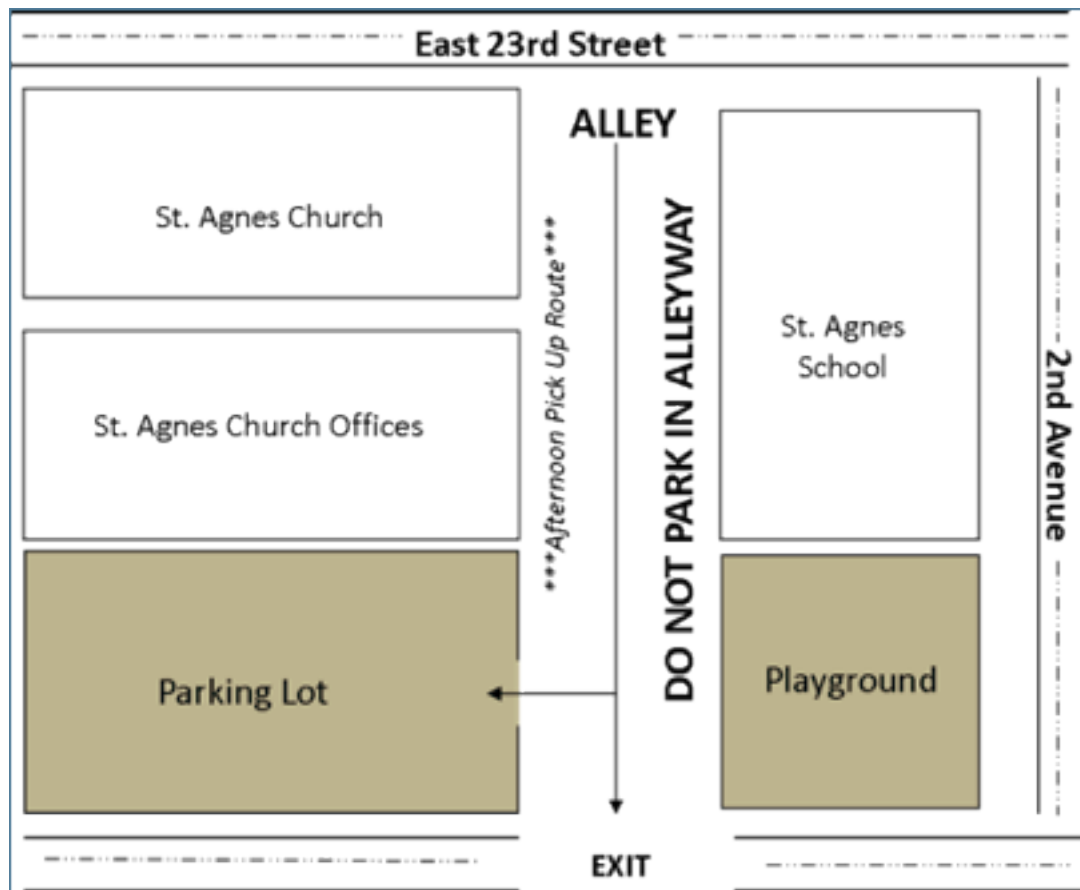 East 23rd Street
ALLEY
St. Agnes Church
***Afternoon Pick Up Route***
DO NOT PARK IN ALLEYWAY
St. Agnes
School
2nd Avenue
St. Agnes Church Offices
Parking Lot
Playground
EXIT